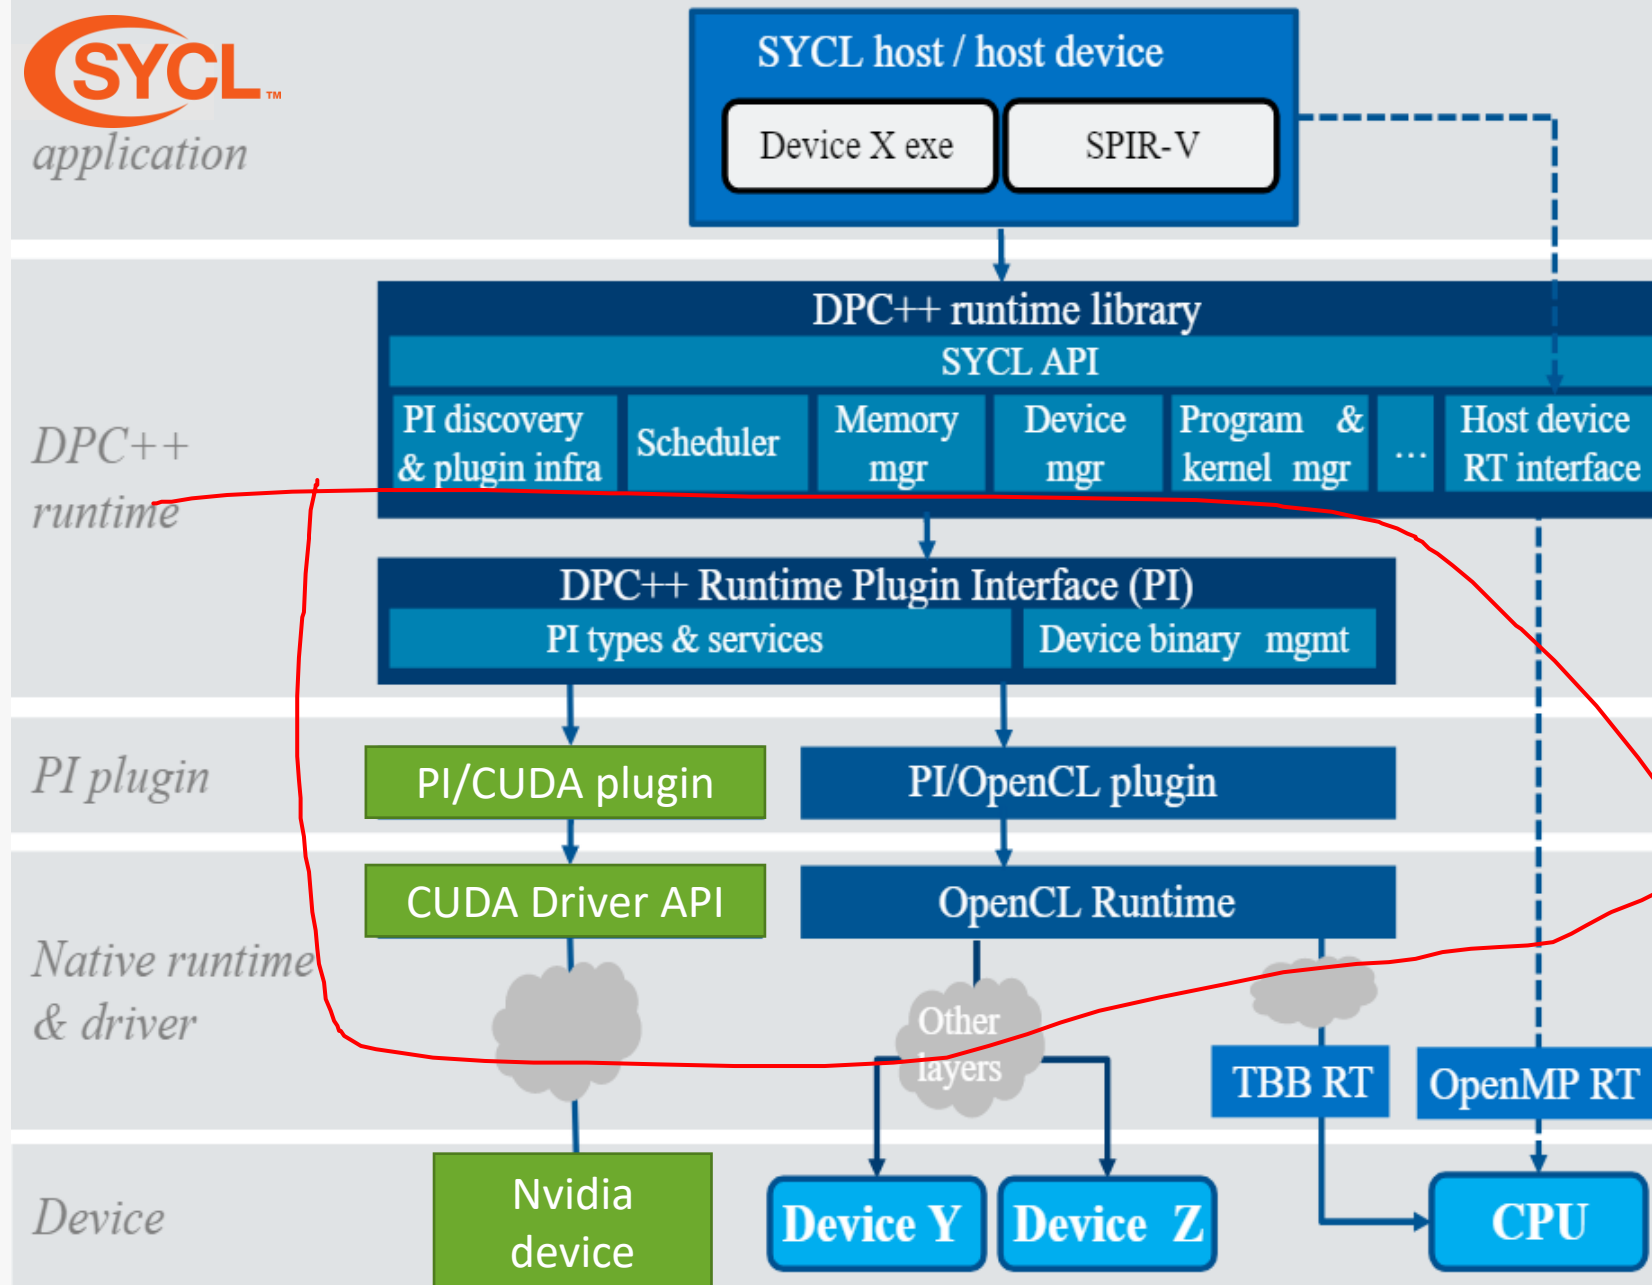 SYCL™
application
SYCL host / host device
Device X exe
SPIR-V
DPC++
runtime
DPC++ runtime library
SYCL API
PI discovery
& plugin infra
Scheduler
Memory
mgr
Device
mgr
Program &
kernel mgr
...
Host device
RT interface
DPC++ Runtime Plugin Interface (PI)
PI types & services
Device binary mgmt
PI plugin
PI/CUDA plugin
PI/OpenCL plugin
Native runtime
& driver
CUDA Driver API
OpenCL Runtime
Other
layers
TBB RT
OpenMP RT
Device
Nvidia
device
Device Y
Device Z
CPU